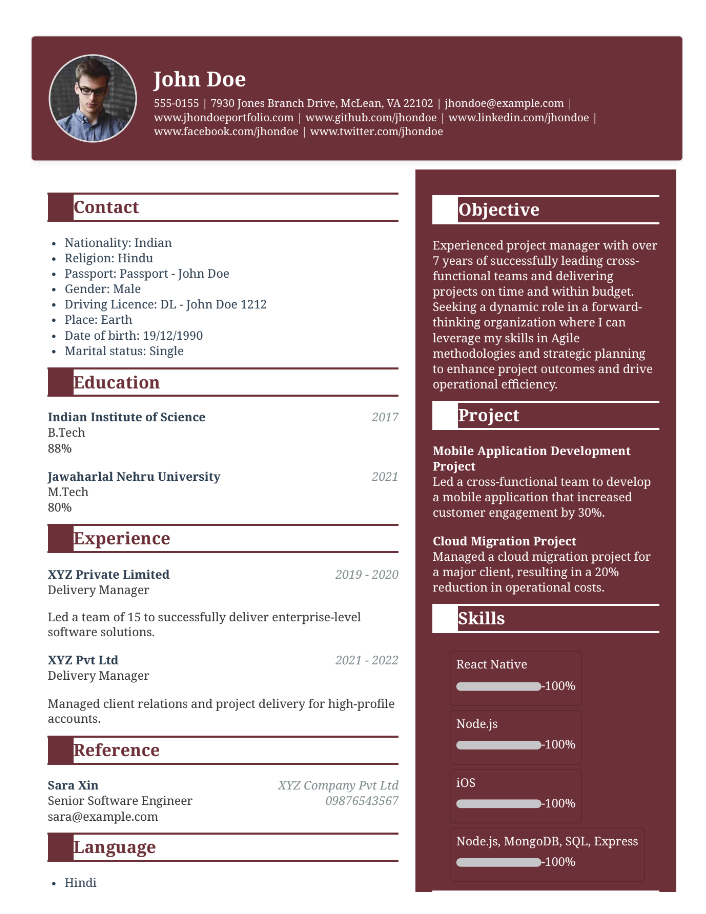 John Doe
555-0155 | 7930 Jones Branch Drive, McLean, VA 22102 | jhondoe@example.com |
www.jhondoeportfolio.com | www.github.com/jhondoe | www.linkedin.com/jhondoe |
www.facebook.com/jhondoe | www.twitter.com/jhondoe
Contact
• Nationality: Indian
• Religion: Hindu
• Passport: Passport - John Doe
• Gender: Male
• Driving Licence: DL - John Doe 1212
• Place: Earth
• Date of birth: 19/12/1990
• Marital status: Single
Education
Indian Institute of Science 2017
B.Tech
88%
Jawaharlal Nehru University 2021
M.Tech
80%
Experience
XYZ Private Limited 2019 - 2020
Delivery Manager
Led a team of 15 to successfully deliver enterprise-level
software solutions.
XYZ Pvt Ltd 2021 - 2022
Delivery Manager
Managed client relations and project delivery for high-profile
accounts.
Reference
Sara Xin XYZ Company Pvt Ltd
Senior Software Engineer 09876543567
sara@example.com
Language
• Hindi
Objective
Experienced project manager with over
7 years of successfully leading cross-
functional teams and delivering
projects on time and within budget.
Seeking a dynamic role in a forward-
thinking organization where I can
leverage my skills in Agile
methodologies and strategic planning
to enhance project outcomes and drive
operational efficiency.
Project
Mobile Application Development
Project
Led a cross-functional team to develop
a mobile application that increased
customer engagement by 30%.
Cloud Migration Project
Managed a cloud migration project for
a major client, resulting in a 20%
reduction in operational costs.
Skills
React Native
-100%
Node.js
-100%
iOS
-100%
Node.js, MongoDB, SQL, Express
-100%